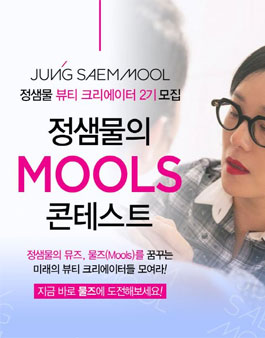 JUNG SAEM MOOL
정샘물 뷰티 크리에이터 2기 모집
정샘물의
MOOLS
콘테스트
정샘물의 뮤즈, 물즈(Mools)를 꿈꾸는
미래의 뷰티 크리에이터들 모여라!
지금 바로 물즈에 도전해보세요!